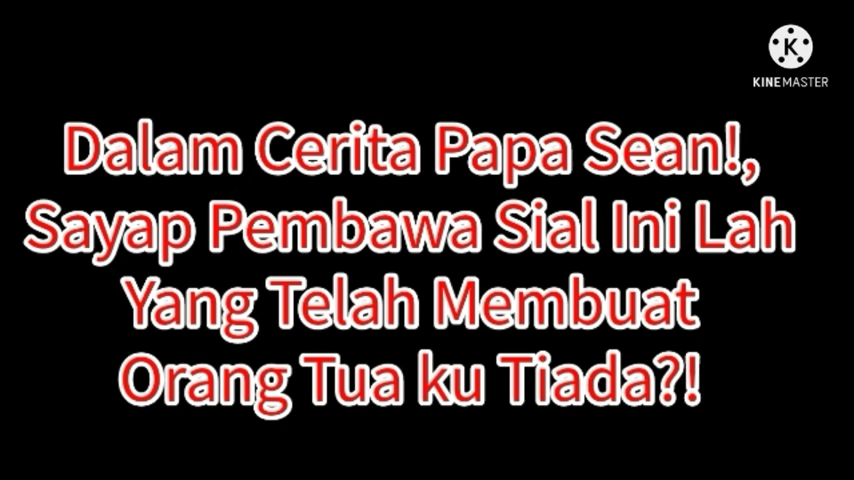 KINEMASTER
Dalam Cerita Papa Sean!,
Sayap Pembawa Sial Ini Lah
Yang Telah Membuat
Orang Tua ku Tiada?!